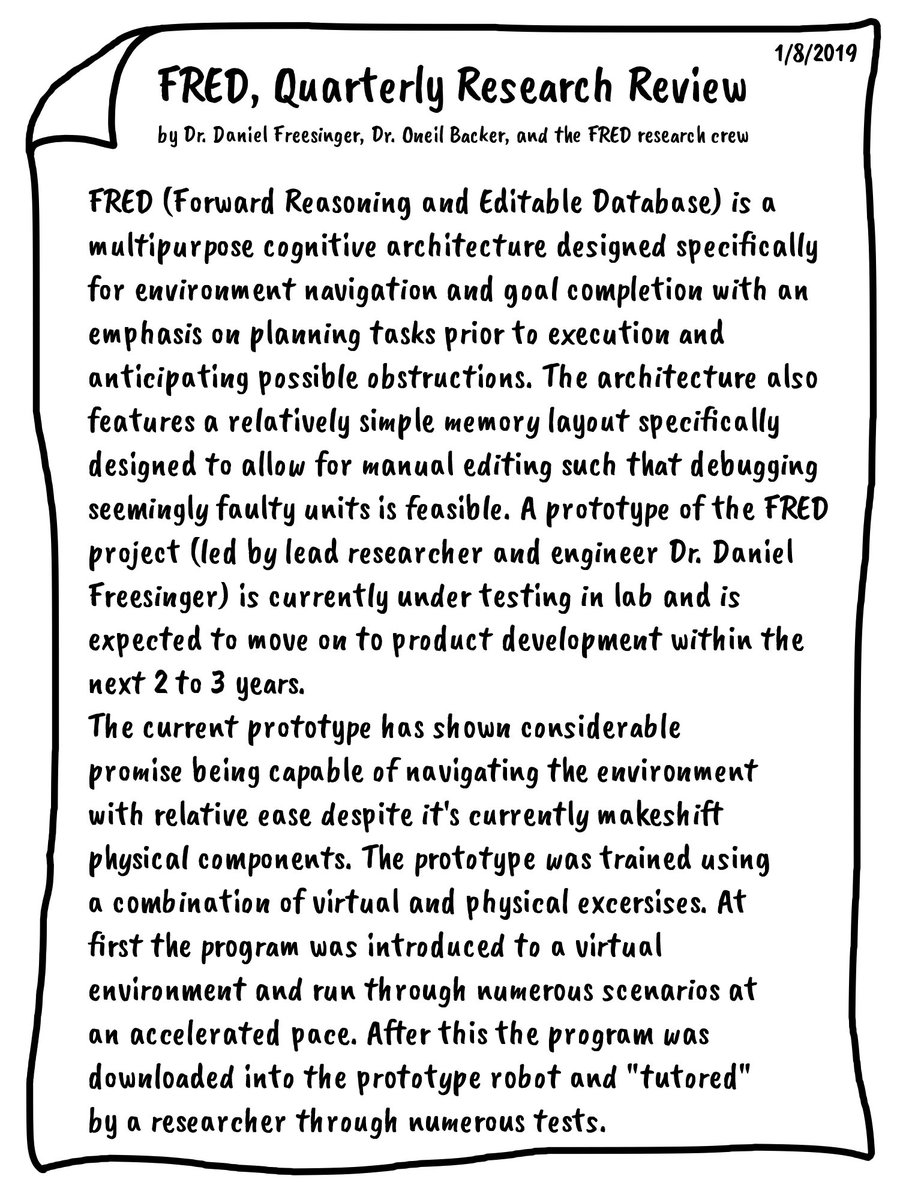 1/8/2019
FRED, Quarterly Research Review
by Dr. Daniel Freesinger, Dr. Oneil Backer, and the FRED research crew
FRED (Forward Reasoning and Editable Database) is a
multipurpose cognitive architecture designed specifically
for environment navigation and goal completion with an
emphasis on planning tasks prior to execution and
anticipating possible obstructions. The architecture also
features a relatively simple memory layout specifically
designed to allow for manual editing such that debugging
seemingly faulty units is feasible. A prototype of the FRED
project (led by lead researcher and engineer Dr. Daniel
Freesinger) is currently under testing in lab and is
expected to move on to product development within the
next 2 to 3 years.
The current prototype has shown considerable
promise being capable of navigating the environment
with relative ease despite it's currently makeshift
physical components. The prototype was trained using
a combination of virtual and physical excersises. At
first the program was introduced to a virtual
environment and run through numerous scenarios at
an accelerated pace. After this the program was
downloaded into the prototype robot and "tutored"
by a researcher through numerous tests.